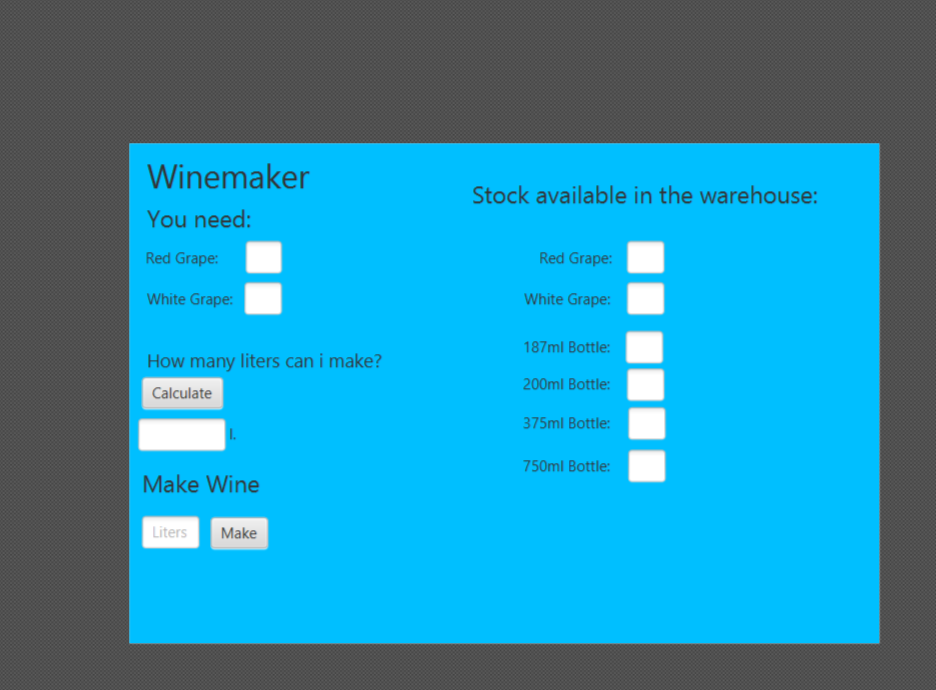 Winemaker
You need:
Red Grape:
White Grape:
How many liters can i make?
Calculate
l.
Make Wine
Liters Make
Stock available in the warehouse:
Red Grape:
White Grape:
187ml Bottle:
200ml Bottle:
375ml Bottle:
750ml Bottle: